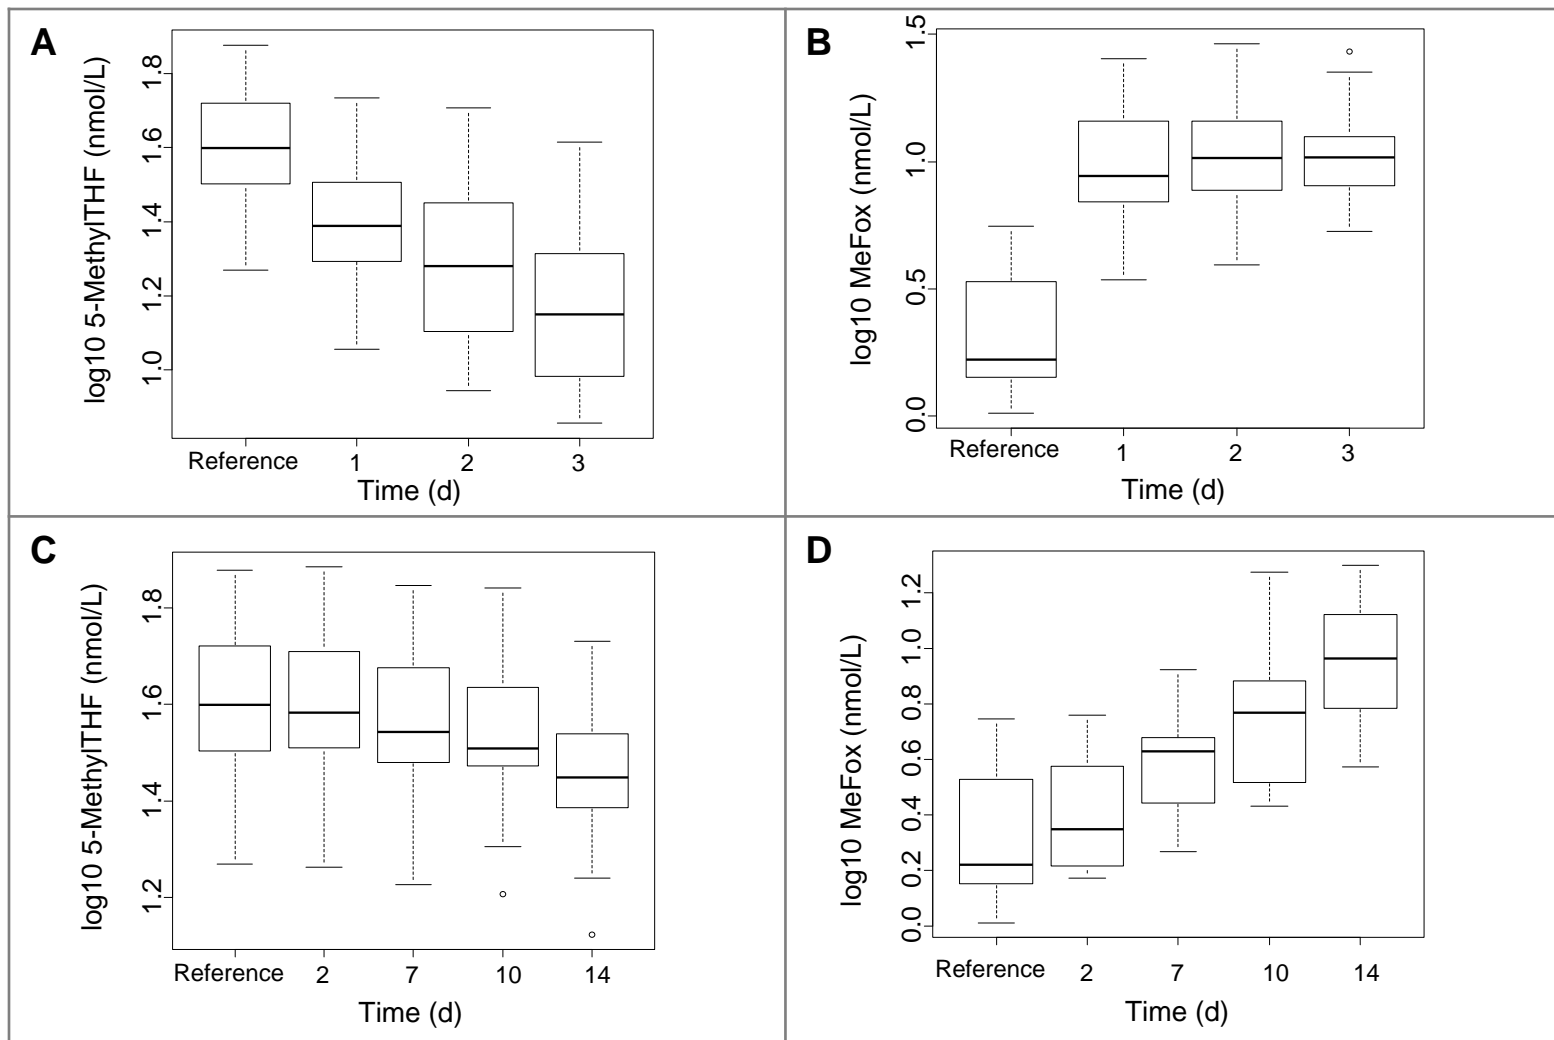 A
log10 5-MethylTHF (nmol/L)
1.8
1.6
1.4
1.2
1.0
Reference 1 2 3
Time (d)
B
log10 MeFox (nmol/L)
1.5
1.0
0.5
0.0
Reference 1 2 3
Time (d)
C
log10 5-MethylTHF (nmol/L)
1.8
1.6
1.4
1.2
Reference 2 7 10 14
Time (d)
D
log10 MeFox (nmol/L)
1.2
1.0
0.8
0.6
0.4
0.2
0.0
Reference 2 7 10 14
Time (d)